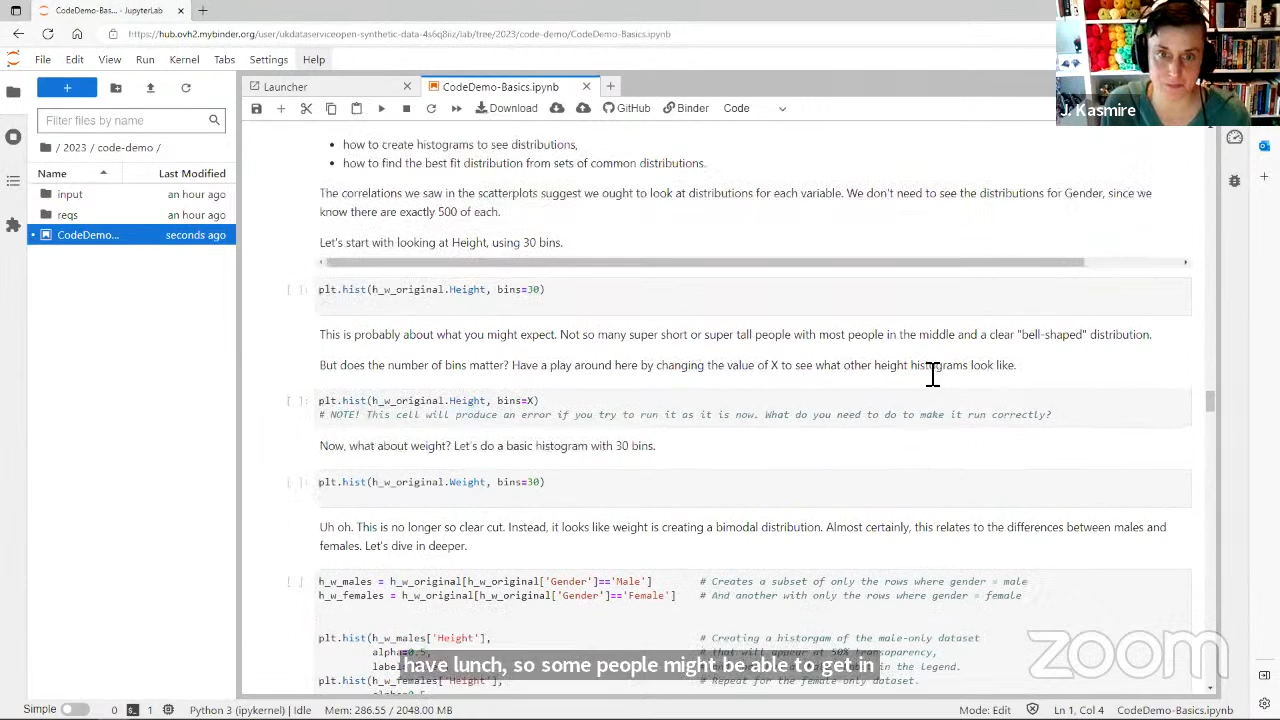 CodeDemo-Bas... - JupyterLab
https://hub.ovh2.mybinder.org/user/ukdataserviceopen-synthetic-data-4s6q8iiz/lab/tree/2023/code-demo/CodeDemo-Basics.ipynb
J. Kasmire
File Edit View Run Kernel Tabs Settings Help
Launcher
CodeDemo-Basics.ipynb
Download
GitHub
Binder
Code
Filter files by name
/ 2023 / code-demo /
Name Last Modified
input an hour ago
reqs an hour ago
CodeDemo... seconds ago
how to create histograms to see distributions,
how to find the best fit distribution from sets of common distributions.
The correlations we saw in the scatterplots suggest we ought to look at distributions for each variable. We don't need to see the distributions for Gender, since we
know there are exactly 500 of each.
Let's start with looking at Height, using 30 bins.
[ ]: plt.hist(h_w_original.Height, bins=30)
This is probably about what you might expect. Not so many super short or super tall people with most people in the middle and a clear "bell-shaped" distribution.
But does the number of bins matter? Have a play around here by changing the value of X to see what other height histograms look like.
[ ]: plt.hist(h_w_original.Height, bins=X)
# NOTE! This cell will produce an error if you try to run it as it is now. What do you need to do to make it run correctly?
Now, what about weight? Let's do a basic histogram with 30 bins.
[ ]: plt.hist(h_w_original.Weight, bins=30)
Uh oh. This is no longer so clear cut. Instead, it looks like weight is creating a bimodal distribution. Almost certainly, this relates to the differences between males and
females. Let's dive in deeper.
[ ]: h_w_males = h_w_original[h_w_original['Gender']=='Male'] # Creates a subset of only the rows where gender = male
h_w_females = h_w_original[h_w_original['Gender']=='Female'] # And another with only the rows where gender = female
plt.hist(h_w_males['Height'], # Creating a historgam of the male-only dataset
alpha=0.5, # that will appear at 50% transparency,
label in the legend.
plt.hist(h_w_females['Height'], # Repeat for the female-only dataset.
have lunch, so some people might be able to get in
zoom
Simple 0 1 Python 3 (ipykernel) | Idle Mem: 286.55 / 2048.00 MB Mode: Edit Ln 1, Col 4 CodeDemo-Basics.ipynb